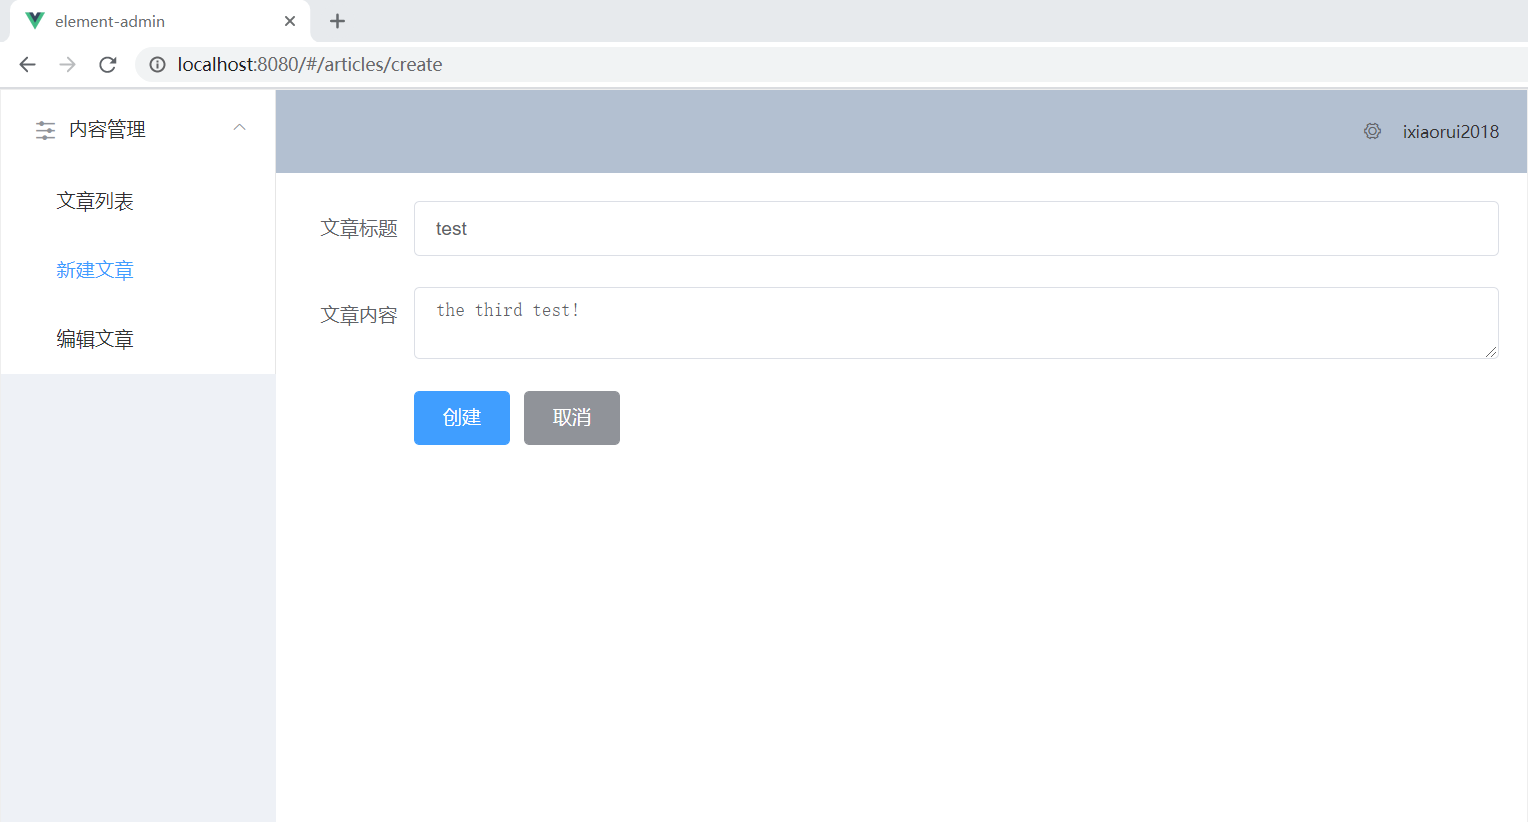 element-admin
localhost:8080/#/articles/create
内容管理
ixiaorui2018
文章列表
新建文章
编辑文章
文章标题 test
文章内容 the third test!
创建 取消